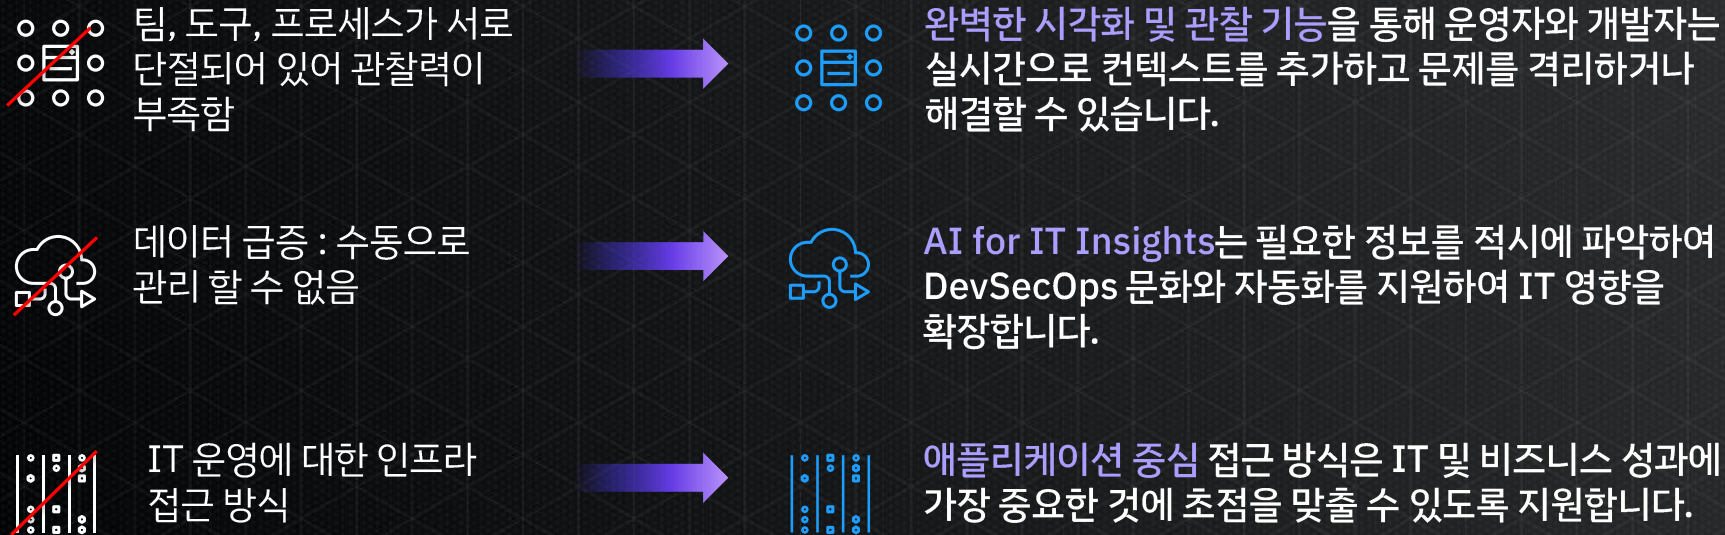 팀, 도구, 프로세스가 서로
단절되어 있어 관찰력이
부족함
완벽한 시각화 및 관찰 기능을 통해 운영자와 개발자는
실시간으로 컨텍스트를 추가하고 문제를 격리하거나
해결할 수 있습니다.
데이터 급증 : 수동으로
관리 할 수 없음
AI for IT Insights는 필요한 정보를 적시에 파악하여
DevSecOps 문화와 자동화를 지원하여 IT 영향을
확장합니다.
IT 운영에 대한 인프라
접근 방식
애플리케이션 중심 접근 방식은 IT 및 비즈니스 성과에
가장 중요한 것에 초점을 맞출 수 있도록 지원합니다.